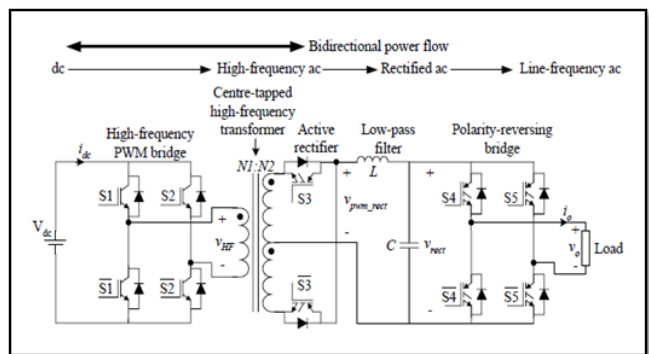 Bidirectional power flow
dc
High-frequency ac
Rectified ac
Line-frequency ac
Centre-tapped
high-frequency
transformer
High-frequency
PWM bridge
Active
rectifier
Low-pass
filter
Polarity-reversing
bridge
i_dc
N1:N2
L
S1
S2
S3
S4
S5
V_dc
+
v_HF
-
+
v_pwm_rect
-
C
+
v_rect
-
i_o
+
v_o
-
Load
S̅1̅
S̅2̅
S̅3̅
S̅4̅
S̅5̅